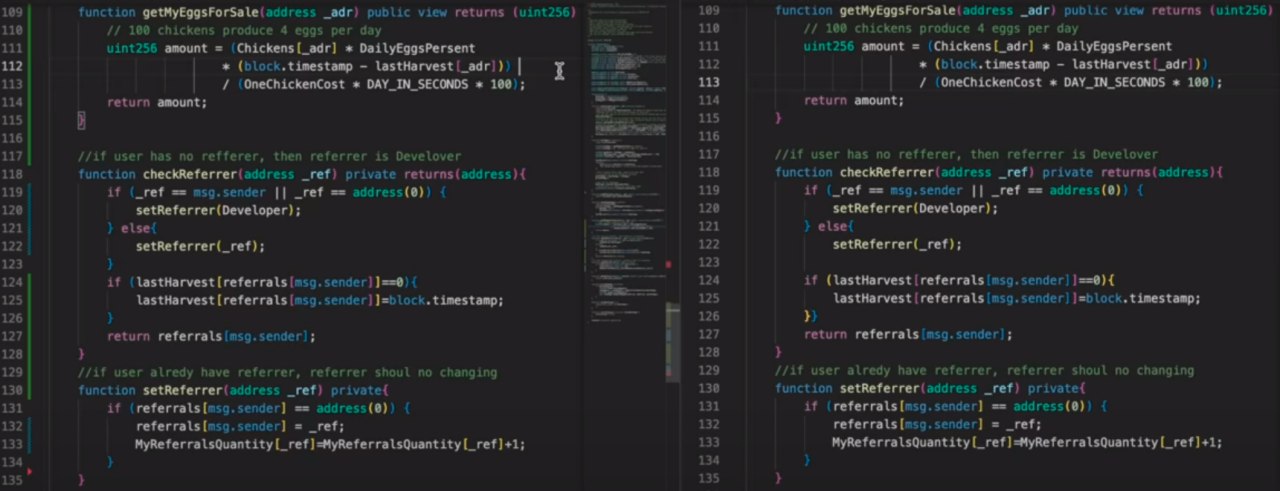 109 function getMyEggsForSale(address _adr) public view returns (uint256)
110 // 100 chickens produce 4 eggs per day
111 uint256 amount = (Chickens[_adr] * DailyEggsPersent
112 * (block.timestamp - lastHarvest[_adr]))
113 / (OneChickenCost * DAY_IN_SECONDS * 100);
114 return amount;
115 }
116
117 //if user has no refferer, then referrer is Develover
118 function checkReferrer(address _ref) private returns(address){
119 if (_ref == msg.sender || _ref == address(0)) {
120 setReferrer(Developer);
121 } else{
122 setReferrer(_ref);
123 }
124 if (lastHarvest[referrals[msg.sender]]==0){
125 lastHarvest[referrals[msg.sender]]=block.timestamp;
126 }
127 return referrals[msg.sender];
128 }
129 //if user alredy have referrer, referrer shoul no changing
130 function setReferrer(address _ref) private{
131 if (referrals[msg.sender] == address(0)) {
132 referrals[msg.sender] = _ref;
133 MyReferralsQuantity[_ref]=MyReferralsQuantity[_ref]+1;
134 }
135 }
109 function getMyEggsForSale(address _adr) public view returns (uint256)
110 // 100 chickens produce 4 eggs per day
111 uint256 amount = (Chickens[_adr] * DailyEggsPersent
112 * (block.timestamp - lastHarvest[_adr]))
113 / (OneChickenCost * DAY_IN_SECONDS * 100);
114 return amount;
115 }
116
117 //if user has no refferer, then referrer is Develover
118 function checkReferrer(address _ref) private returns(address){
119 if (_ref == msg.sender || _ref == address(0)) {
120 setReferrer(Developer);
121 } else{
122 setReferrer(_ref);
123
124 if (lastHarvest[referrals[msg.sender]]==0){
125 lastHarvest[referrals[msg.sender]]=block.timestamp;
126 }}
127 return referrals[msg.sender];
128 }
129 //if user alredy have referrer, referrer shoul no changing
130 function setReferrer(address _ref) private{
131 if (referrals[msg.sender] == address(0)) {
132 referrals[msg.sender] = _ref;
133 MyReferralsQuantity[_ref]=MyReferralsQuantity[_ref]+1;
134 }
135 }